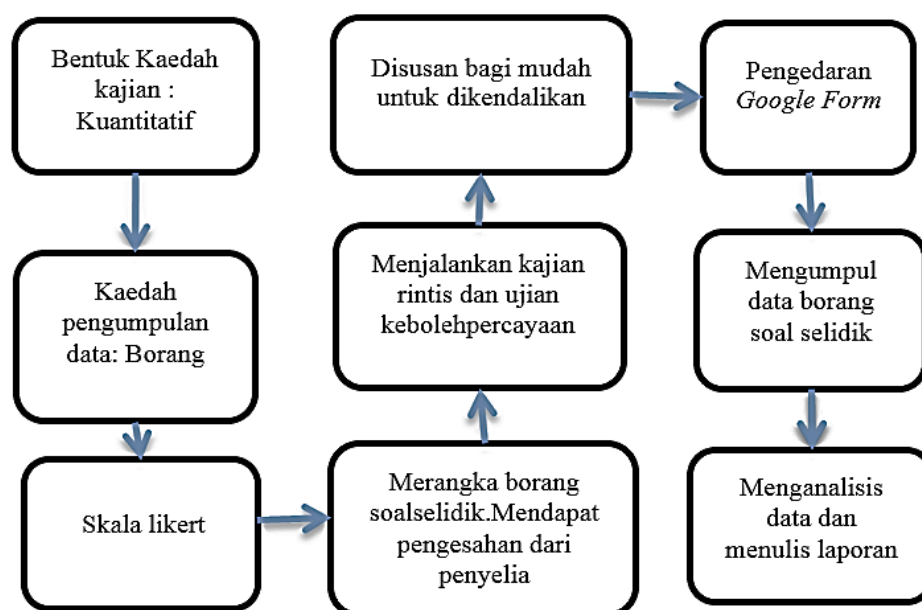 Bentuk Kaedah
kajian :
Kuantitatif
Kaedah
pengumpulan
data: Borang
Skala likert
Merangka borang
soalselidik.Mendapat
pengesahan dari
penyelia
Menjalankan kajian
rintis dan ujian
kebolehpercayaan
Disusan bagi mudah
untuk dikendalikan
Pengedaran
Google Form
Mengumpul
data borang
soal selidik
Menganalisis
data dan
menulis laporan